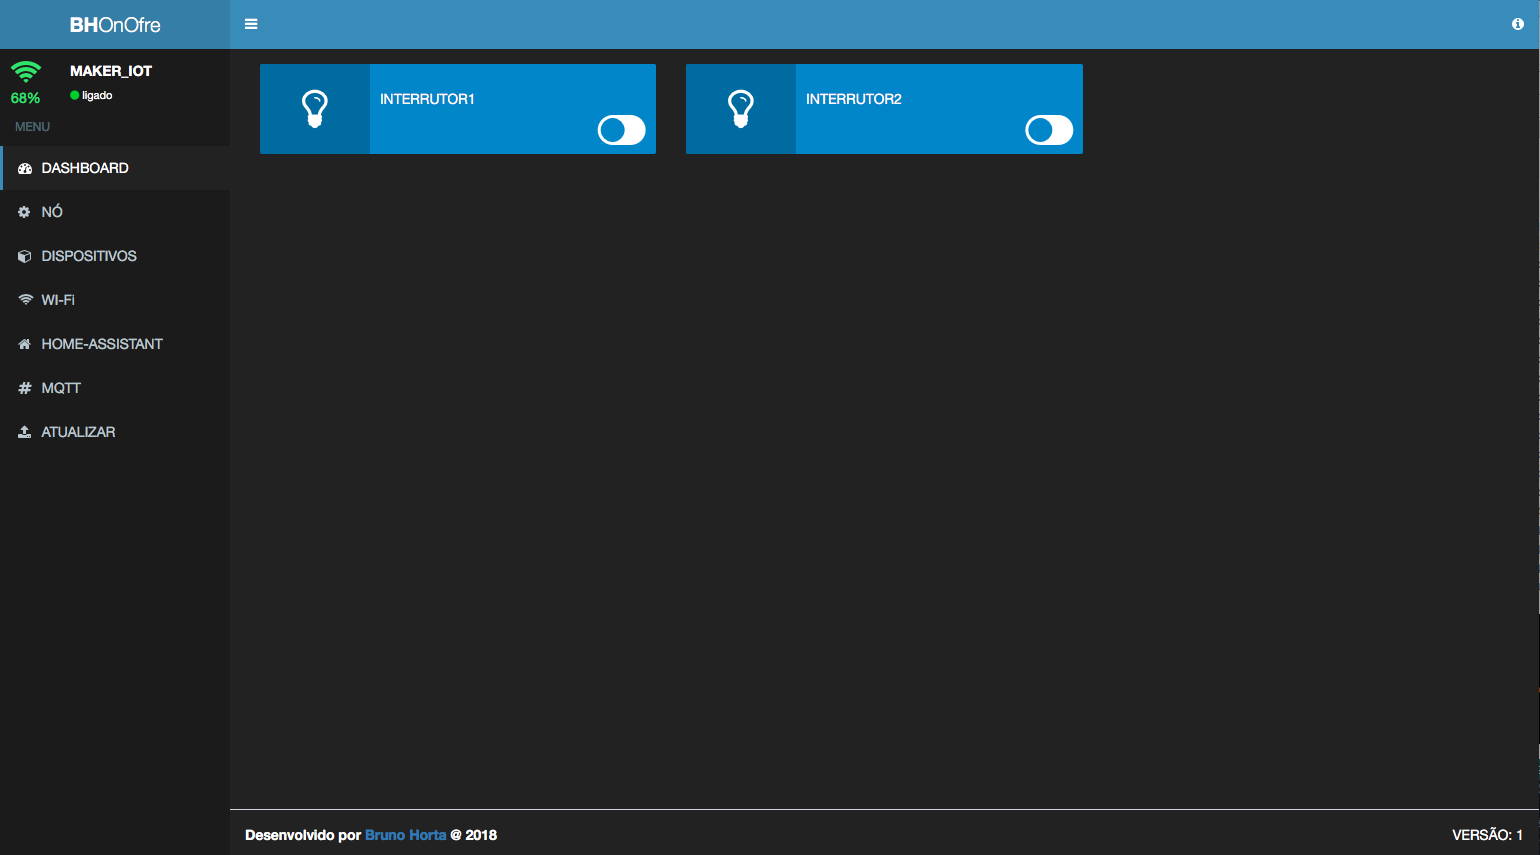 BHOnOfre
MAKER_IOT
68%
ligado
MENU
DASHBOARD
NÓ
DISPOSITIVOS
WI-Fi
HOME-ASSISTANT
MQTT
ATUALIZAR
INTERRUTOR1
INTERRUTOR2
Desenvolvido por Bruno Horta @ 2018
VERSÃO: 1